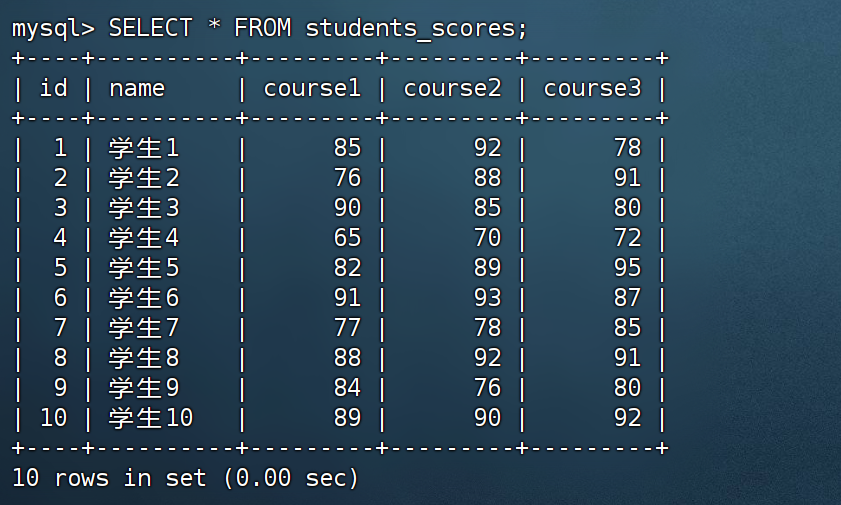 mysql> SELECT * FROM students_scores;
+----+----------+---------+---------+---------+
| id | name     | course1 | course2 | course3 |
+----+----------+---------+---------+---------+
|  1 | 学生1    |      85 |      92 |      78 |
|  2 | 学生2    |      76 |      88 |      91 |
|  3 | 学生3    |      90 |      85 |      80 |
|  4 | 学生4    |      65 |      70 |      72 |
|  5 | 学生5    |      82 |      89 |      95 |
|  6 | 学生6    |      91 |      93 |      87 |
|  7 | 学生7    |      77 |      78 |      85 |
|  8 | 学生8    |      88 |      92 |      91 |
|  9 | 学生9    |      84 |      76 |      80 |
| 10 | 学生10   |      89 |      90 |      92 |
+----+----------+---------+---------+---------+
10 rows in set (0.00 sec)